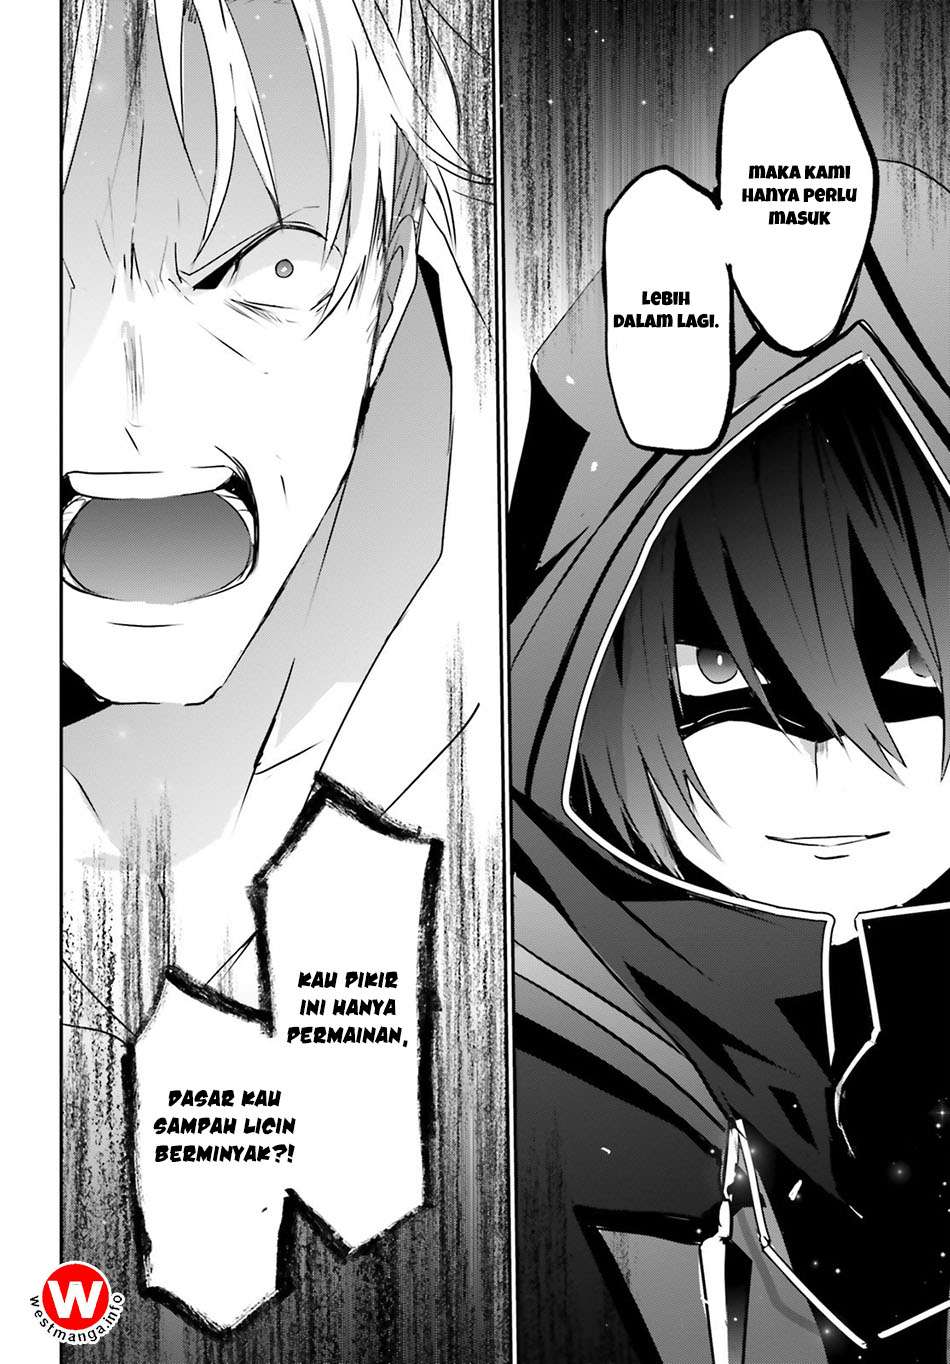 MAKA KAMI
HANYA PERLU
MASUK
LEBIH
DALAM LAGI.
KAU PIKIR
INI HANYA
PERMAINAN,
DASAR KAU
SAMPAH LICIN
BERMINYAK?!
W
westmanga.info